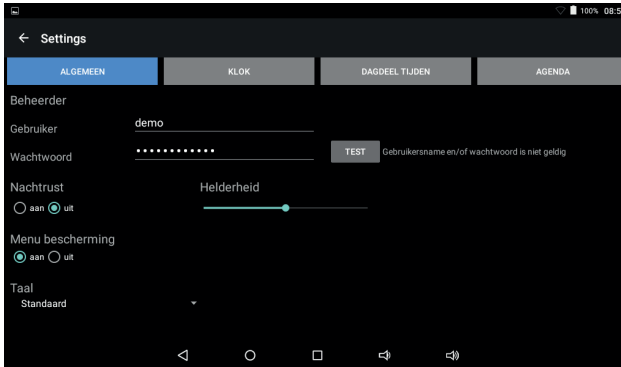 100% 08:5
Settings
ALGEMEEN KLOK DAGDEEL TIJDEN AGENDA
Beheerder
Gebruiker demo
Wachtwoord •••••••••••• TEST Gebruikersname en/of wachtwoord is niet geldig
Nachtrust Helderheid
aan uit
Menu bescherming
aan uit
Taal
Standaard